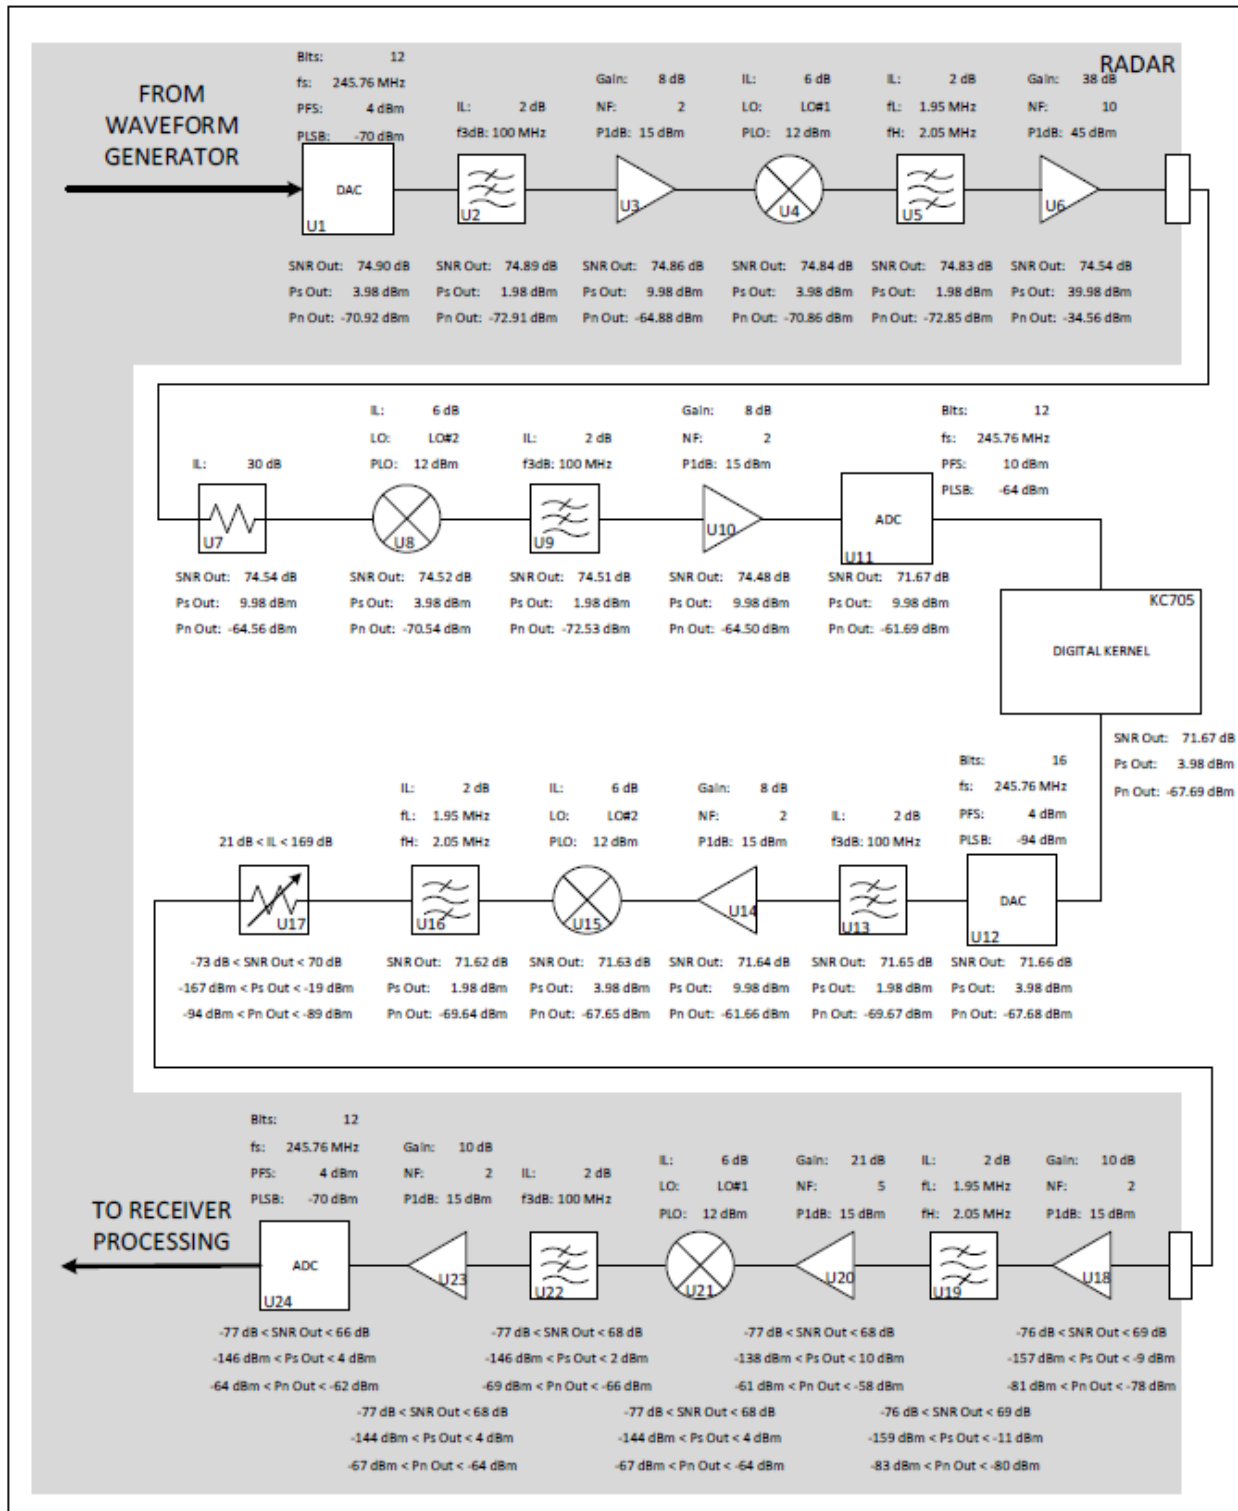 RADAR
FROM
WAVEFORM
GENERATOR
Bits: 12
fs: 245.76 MHz
PFS: 4 dBm
PLSB: -70 dBm
DAC
U1
IL: 2 dB
f3dB: 100 MHz
U2
Gain: 8 dB
NF: 2
P1dB: 15 dBm
U3
IL: 6 dB
LO: LO#1
PLO: 12 dBm
U4
IL: 2 dB
fL: 1.95 MHz
fH: 2.05 MHz
U5
Gain: 38 dB
NF: 10
P1dB: 45 dBm
U6
SNR Out: 74.90 dB
Ps Out: 3.98 dBm
Pn Out: -70.92 dBm
SNR Out: 74.89 dB
Ps Out: 1.98 dBm
Pn Out: -72.91 dBm
SNR Out: 74.86 dB
Ps Out: 9.98 dBm
Pn Out: -64.88 dBm
SNR Out: 74.84 dB
Ps Out: 3.98 dBm
Pn Out: -70.86 dBm
SNR Out: 74.83 dB
Ps Out: 1.98 dBm
Pn Out: -72.85 dBm
SNR Out: 74.54 dB
Ps Out: 39.98 dBm
Pn Out: -34.56 dBm
IL: 30 dB
U7
IL: 6 dB
LO: LO#2
PLO: 12 dBm
U8
IL: 2 dB
f3dB: 100 MHz
U9
Gain: 8 dB
NF: 2
P1dB: 15 dBm
U10
Bits: 12
fs: 245.76 MHz
PFS: 10 dBm
PLSB: -64 dBm
ADC
U11
SNR Out: 74.54 dB
Ps Out: 9.98 dBm
Pn Out: -64.56 dBm
SNR Out: 74.52 dB
Ps Out: 3.98 dBm
Pn Out: -70.54 dBm
SNR Out: 74.51 dB
Ps Out: 1.98 dBm
Pn Out: -72.53 dBm
SNR Out: 74.48 dB
Ps Out: 9.98 dBm
Pn Out: -64.50 dBm
SNR Out: 71.67 dB
Ps Out: 9.98 dBm
Pn Out: -61.69 dBm
KC705
DIGITAL KERNEL
SNR Out: 71.67 dB
Ps Out: 3.98 dBm
Pn Out: -67.69 dBm
Bits: 16
fs: 245.76 MHz
PFS: 4 dBm
PLSB: -94 dBm
DAC
U12
IL: 2 dB
f3dB: 100 MHz
U13
Gain: 8 dB
NF: 2
P1dB: 15 dBm
U14
IL: 6 dB
LO: LO#2
PLO: 12 dBm
U15
IL: 2 dB
fL: 1.95 MHz
fH: 2.05 MHz
U16
21 dB < IL < 169 dB
U17
-73 dB < SNR Out < 70 dB
-167 dBm < Ps Out < -19 dBm
-94 dBm < Pn Out < -89 dBm
SNR Out: 71.62 dB
Ps Out: 1.98 dBm
Pn Out: -69.64 dBm
SNR Out: 71.63 dB
Ps Out: 3.98 dBm
Pn Out: -67.65 dBm
SNR Out: 71.64 dB
Ps Out: 9.98 dBm
Pn Out: -61.66 dBm
SNR Out: 71.65 dB
Ps Out: 1.98 dBm
Pn Out: -69.67 dBm
SNR Out: 71.66 dB
Ps Out: 3.98 dBm
Pn Out: -67.68 dBm
TO RECEIVER
PROCESSING
Bits: 12
fs: 245.76 MHz
PFS: 4 dBm
PLSB: -70 dBm
ADC
U24
Gain: 10 dB
NF: 2
P1dB: 15 dBm
U23
IL: 2 dB
f3dB: 100 MHz
U22
IL: 6 dB
LO: LO#1
PLO: 12 dBm
U21
Gain: 21 dB
NF: 5
P1dB: 15 dBm
U20
IL: 2 dB
fL: 1.95 MHz
fH: 2.05 MHz
U19
Gain: 10 dB
NF: 2
P1dB: 15 dBm
U18
-77 dB < SNR Out < 66 dB
-146 dBm < Ps Out < 4 dBm
-64 dBm < Pn Out < -62 dBm
-77 dB < SNR Out < 68 dB
-146 dBm < Ps Out < 2 dBm
-69 dBm < Pn Out < -66 dBm
-77 dB < SNR Out < 68 dB
-138 dBm < Ps Out < 10 dBm
-61 dBm < Pn Out < -58 dBm
-76 dB < SNR Out < 69 dB
-157 dBm < Ps Out < -9 dBm
-81 dBm < Pn Out < -78 dBm
-77 dB < SNR Out < 68 dB
-144 dBm < Ps Out < 4 dBm
-67 dBm < Pn Out < -64 dBm
-77 dB < SNR Out < 68 dB
-144 dBm < Ps Out < 4 dBm
-67 dBm < Pn Out < -64 dBm
-76 dB < SNR Out < 69 dB
-159 dBm < Ps Out < -11 dBm
-83 dBm < Pn Out < -80 dBm